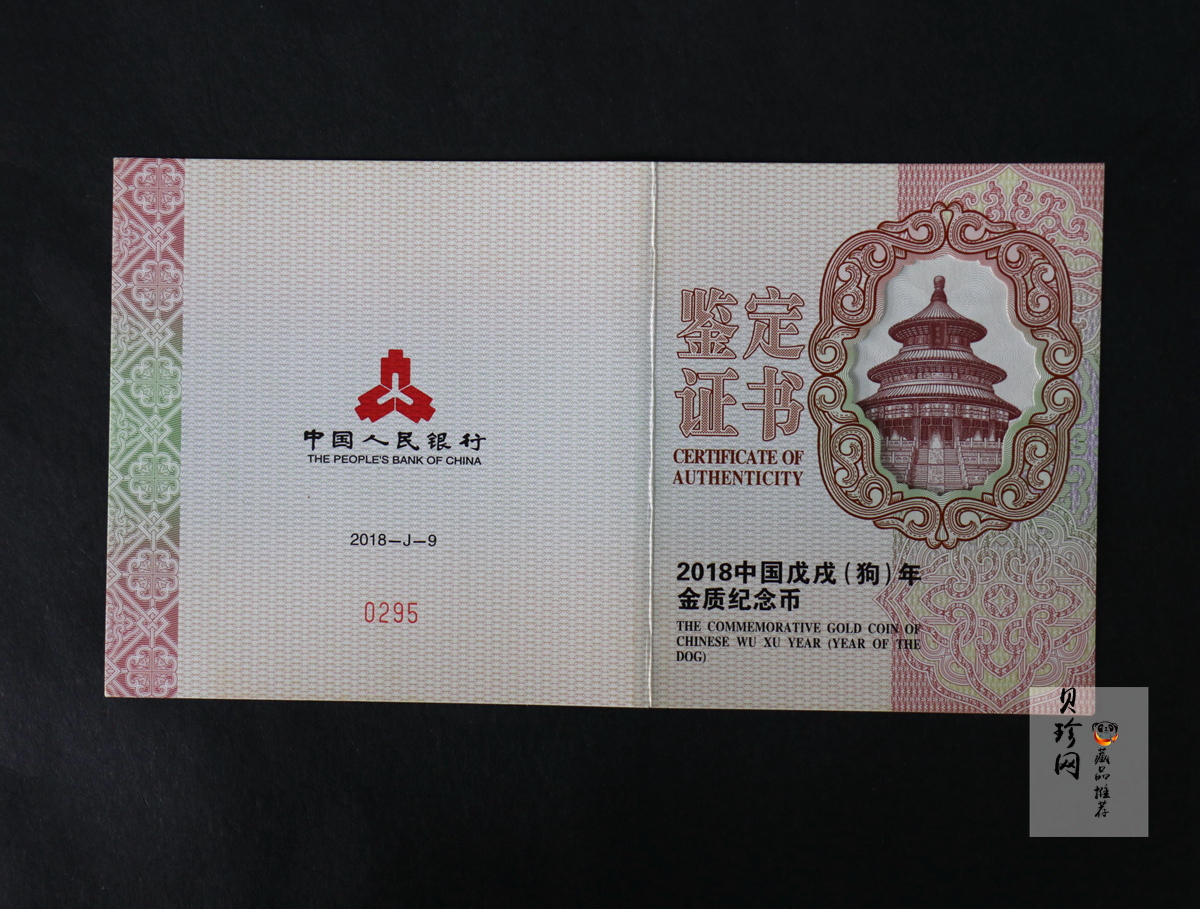 中国人民银行
THE PEOPLE'S BANK OF CHINA
2018—J—9
0295
鉴定
证书
CERTIFICATE OF
AUTHENTICITY
2018中国戊戌(狗)年
金质纪念币
THE COMMEMORATIVE GOLD COIN OF
CHINESE WU XU YEAR (YEAR OF THE
DOG)
贝珍网
藏品推荐